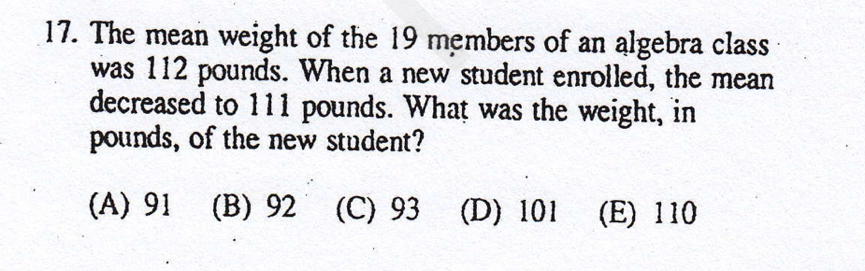 17. The mean weight of the 19 members of an algebra class
was 112 pounds. When a new student enrolled, the mean
decreased to 111 pounds. What was the weight, in
pounds, of the new student?
(A) 91 (B) 92 (C) 93 (D) 101 (E) 110